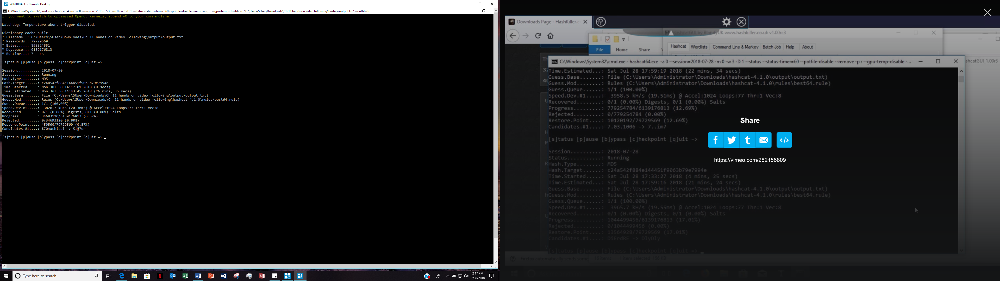 WIN10BASE - Remote Desktop
C:\Windows\System32\cmd.exe - hashcat64.exe -a 0 --session=2018-07-30 -m 0 -w 3 -D 1 --status --status-timer=60 --potfile-disable --remove -p : --gpu-temp-disable -o "C:\Users\SUser\Downloads\Ch 11 hands on video following\hashes-output.txt" --outfile-fo
If you want to switch to optimized OpenCL kernels, append -O to your commandline.
Watchdog: Temperature abort trigger disabled.
Dictionary cache built:
* Filename..: C:\Users\SUser\Downloads\Ch 11 hands on video following\output\output.txt
* Passwords.: 79729569
* Bytes.....: 898524551
* Keyspace..: 6139176813
* Runtime...: 7 secs
[s]tatus [p]ause [b]ypass [c]heckpoint [q]uit =>
Session..........: 2018-07-30
Status...........: Running
Hash.Type........: MD5
Hash.Target......: c24a542f884e144451f9063b79e7994e
Time.Started.....: Mon Jul 30 14:17:01 2018 (9 secs)
Time.Estimated...: Mon Jul 30 14:43:45 2018 (26 mins, 35 secs)
Guess.Base.......: File (C:\Users\SUser\Downloads\Ch 11 hands on video following\output\output.txt)
Guess.Mod........: Rules (C:\Users\SUser\Downloads\Ch 11 hands on video following\hashcat-4.1.0\rules\best64.rule)
Guess.Queue......: 1/1 (100.00%)
Speed.Dev.#1.....:  3826.7 kH/s (20.36ms) @ Accel:1024 Loops:77 Thr:1 Vec:8
Recovered........: 0/1 (0.00%) Digests, 0/1 (0.00%) Salts
Progress.........: 34693120/6139176813 (0.57%)
Rejected.........: 0/34693120 (0.00%)
Restore.Point....: 450560/79729569 (0.57%)
Candidates.#1....: $70mach!cal -> $1@7or
[s]tatus [p]ause [b]ypass [c]heckpoint [q]uit =>
Type here to search
2:17 PM
7/30/2018
Downloads Page - HashKiller.c
hashcatGUI by BlandyUK www.hashkiller.co.uk v1.00rc3
File Home Share
Hashcat Wordlists Command Line & Markov Batch Job Help About
shcatGUI_1.00r3
C:\Windows\System32\cmd.exe - hashcat64.exe -a 0 --session=2018-07-28 -m 0 -w 3 -D 1 --status --status-timer=60 --potfile-disable --remove -p : --gpu-temp-disable -...
Time.Estimated...: Sat Jul 28 17:59:19 2018 (22 mins, 34 secs)
Guess.Base.......: File (C:\Users\Administrator\Downloads\hashcat-4.1.0\output\output.txt)
Guess.Mod........: Rules (C:\Users\Administrator\Downloads\hashcat-4.1.0\rules\best64.rule)
Guess.Queue......: 1/1 (100.00%)
Speed.Dev.#1.....:  3958.5 kH/s (19.51ms) @ Accel:1024 Loops:77 Thr:1 Vec:8
Recovered........: 0/1 (0.00%) Digests, 0/1 (0.00%) Salts
Progress.........: 779254784/6139176813 (12.69%)
Rejected.........: 0/779254784 (0.00%)
Restore.Point....: 10120192/79729569 (12.69%)
Candidates.#1....: 7.03.1006 -> 7..im7
[s]tatus [p]ause [b]ypass [c]heckpoint [q]uit =>
Session..........: 2018-07-28
Status...........: Running
Hash.Type........: MD5
Hash.Target......: c24a542f884e144451f9063b79e7994e
Time.Started.....: Sat Jul 28 17:33:27 2018 (4 mins, 25 secs)
Time.Estimated...: Sat Jul 28 17:59:16 2018 (21 mins, 24 secs)
Guess.Base.......: File (C:\Users\Administrator\Downloads\hashcat-4.1.0\output\output.txt)
Guess.Mod........: Rules (C:\Users\Administrator\Downloads\hashcat-4.1.0\rules\best64.rule)
Guess.Queue......: 1/1 (100.00%)
Speed.Dev.#1.....:  3965.7 kH/s (19.55ms) @ Accel:1024 Loops:77 Thr:1 Vec:8
Recovered........: 0/1 (0.00%) Digests, 0/1 (0.00%) Salts
Progress.........: 1044499456/6139176813 (17.01%)
Rejected.........: 0/1044499456 (0.00%)
Restore.Point....: 13564928/79729569 (17.01%)
Candidates.#1....: DiErdRE -> DlyDly
[s]tatus [p]ause [b]ypass [c]heckpoint [q]uit =>
Firefox automatically sends some
Share
https://vimeo.com/282156809